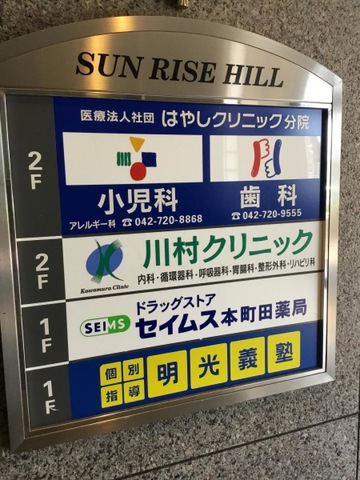 SUN RISE HILL
2F
医療法人社団 はやしクリニック分院
小児科 歯科
アレルギー科 ☎042-720-8868 ☎042-720-9555
2F
川村クリニック
Kawamura Clinic
内科・循環器科・呼吸器科・胃腸科・整形外科・リハビリ科
1F
ドラッグストア
SEIMS セイムス本町田薬局
1F
個別指導 明光義塾